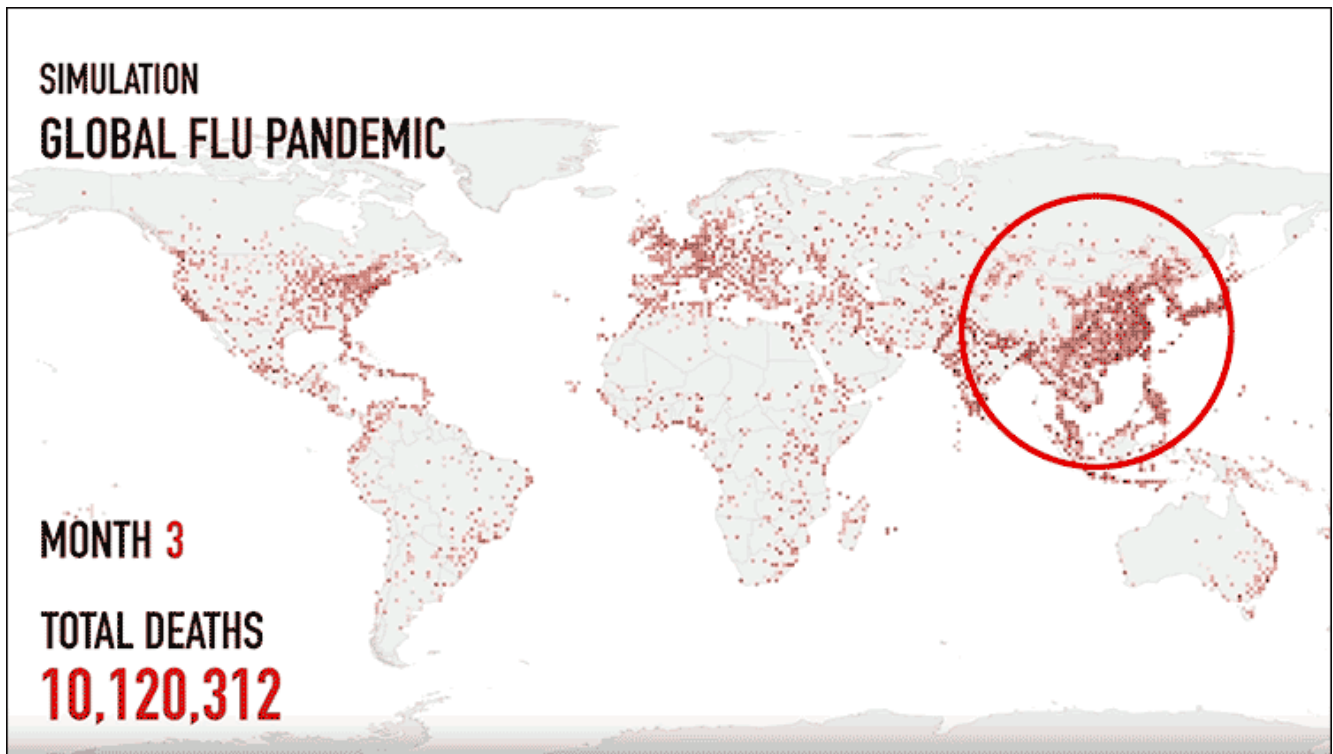 SIMULATION
GLOBAL FLU PANDEMIC
MONTH 3
TOTAL DEATHS
10,120,312